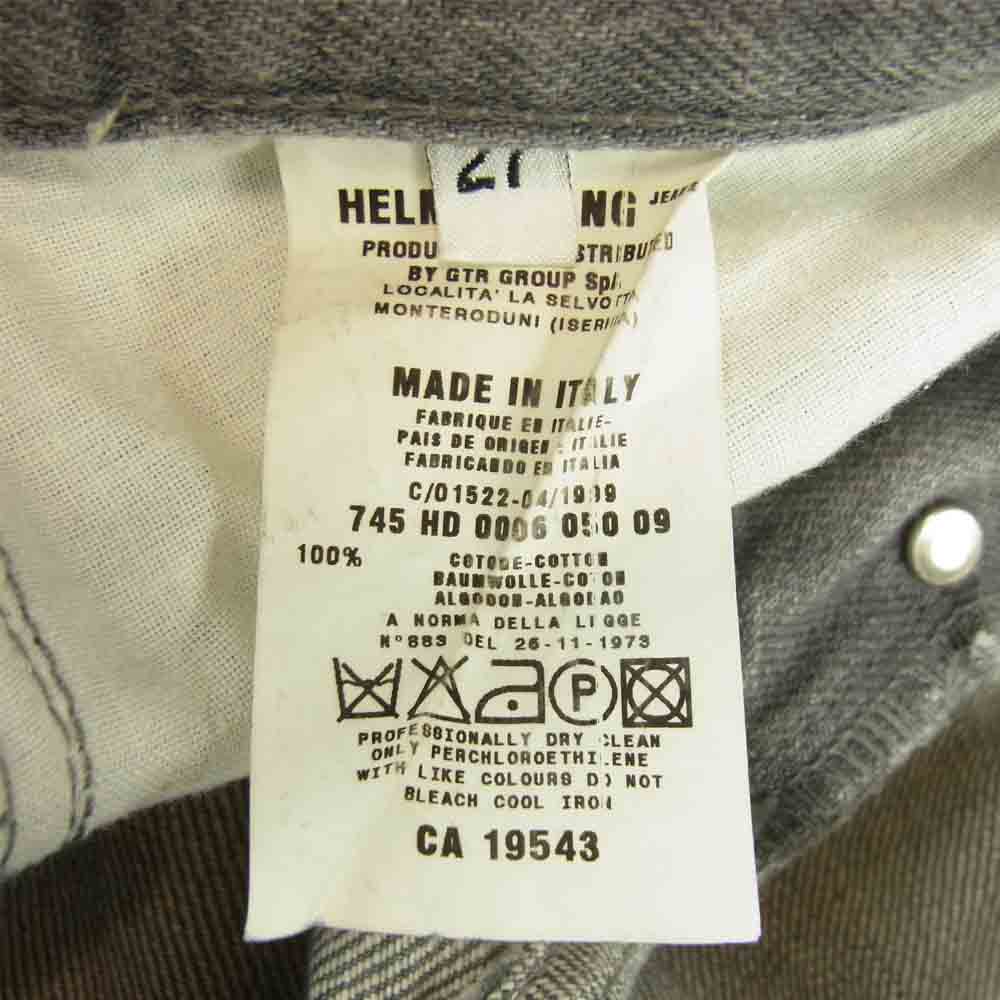 27
HELM NG JEANS
PRODU STRIBUTED
BY GTR GROUP SpA
LOCALITA' LA SELVOTTA
MONTERODUNI (ISERNIA)
MADE IN ITALY
FABRIQUE EN ITALIE-
PAIS DE ORIGEN - ITALIE
FABRICANDO EN ITALIA
C/01522-04/1999
745 HD 0006 050 09
100% COTONE-COTTON
BAUMWOLLE-COTON
ALGODON-ALGODAO
A NORMA DELLA LEGGE
N°883 DEL 26-11-1973
P
PROFESSIONALLY DRY CLEAN
ONLY PERCHLOROETHILENE
WITH LIKE COLOURS DO NOT
BLEACH COOL IRON
CA 19543